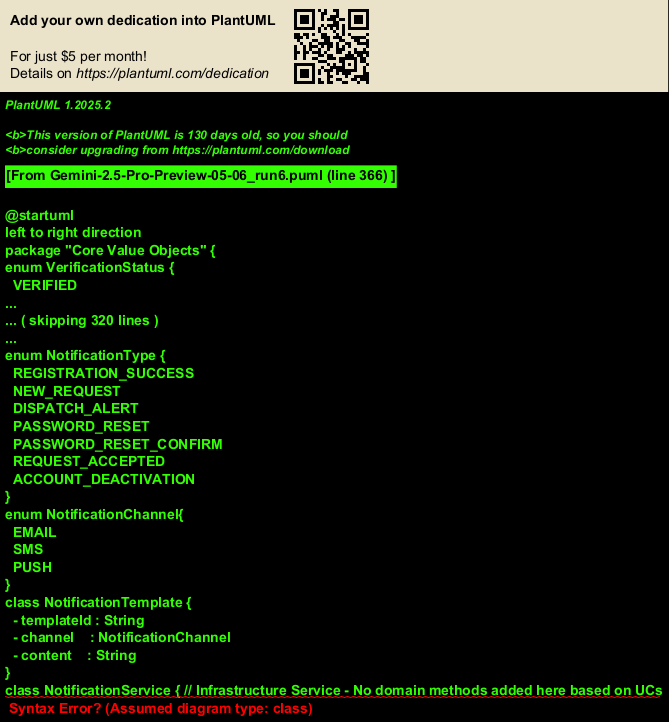 Add your own dedication into PlantUML
For just $5 per month!
Details on https://plantuml.com/dedication
PlantUML 1.2025.2
<b>This version of PlantUML is 130 days old, so you should
<b>consider upgrading from https://plantuml.com/download
[From Gemini-2.5-Pro-Preview-05-06_run6.puml (line 366) ]
@startuml
left to right direction
package "Core Value Objects" {
enum VerificationStatus {
VERIFIED
...
... ( skipping 320 lines )
...
enum NotificationType {
REGISTRATION_SUCCESS
NEW_REQUEST
DISPATCH_ALERT
PASSWORD_RESET
PASSWORD_RESET_CONFIRM
REQUEST_ACCEPTED
ACCOUNT_DEACTIVATION
}
enum NotificationChannel{
EMAIL
SMS
PUSH
}
class NotificationTemplate {
- templateId : String
- channel    : NotificationChannel
- content    : String
}
class NotificationService { // Infrastructure Service - No domain methods added here based on UCs
Syntax Error? (Assumed diagram type: class)